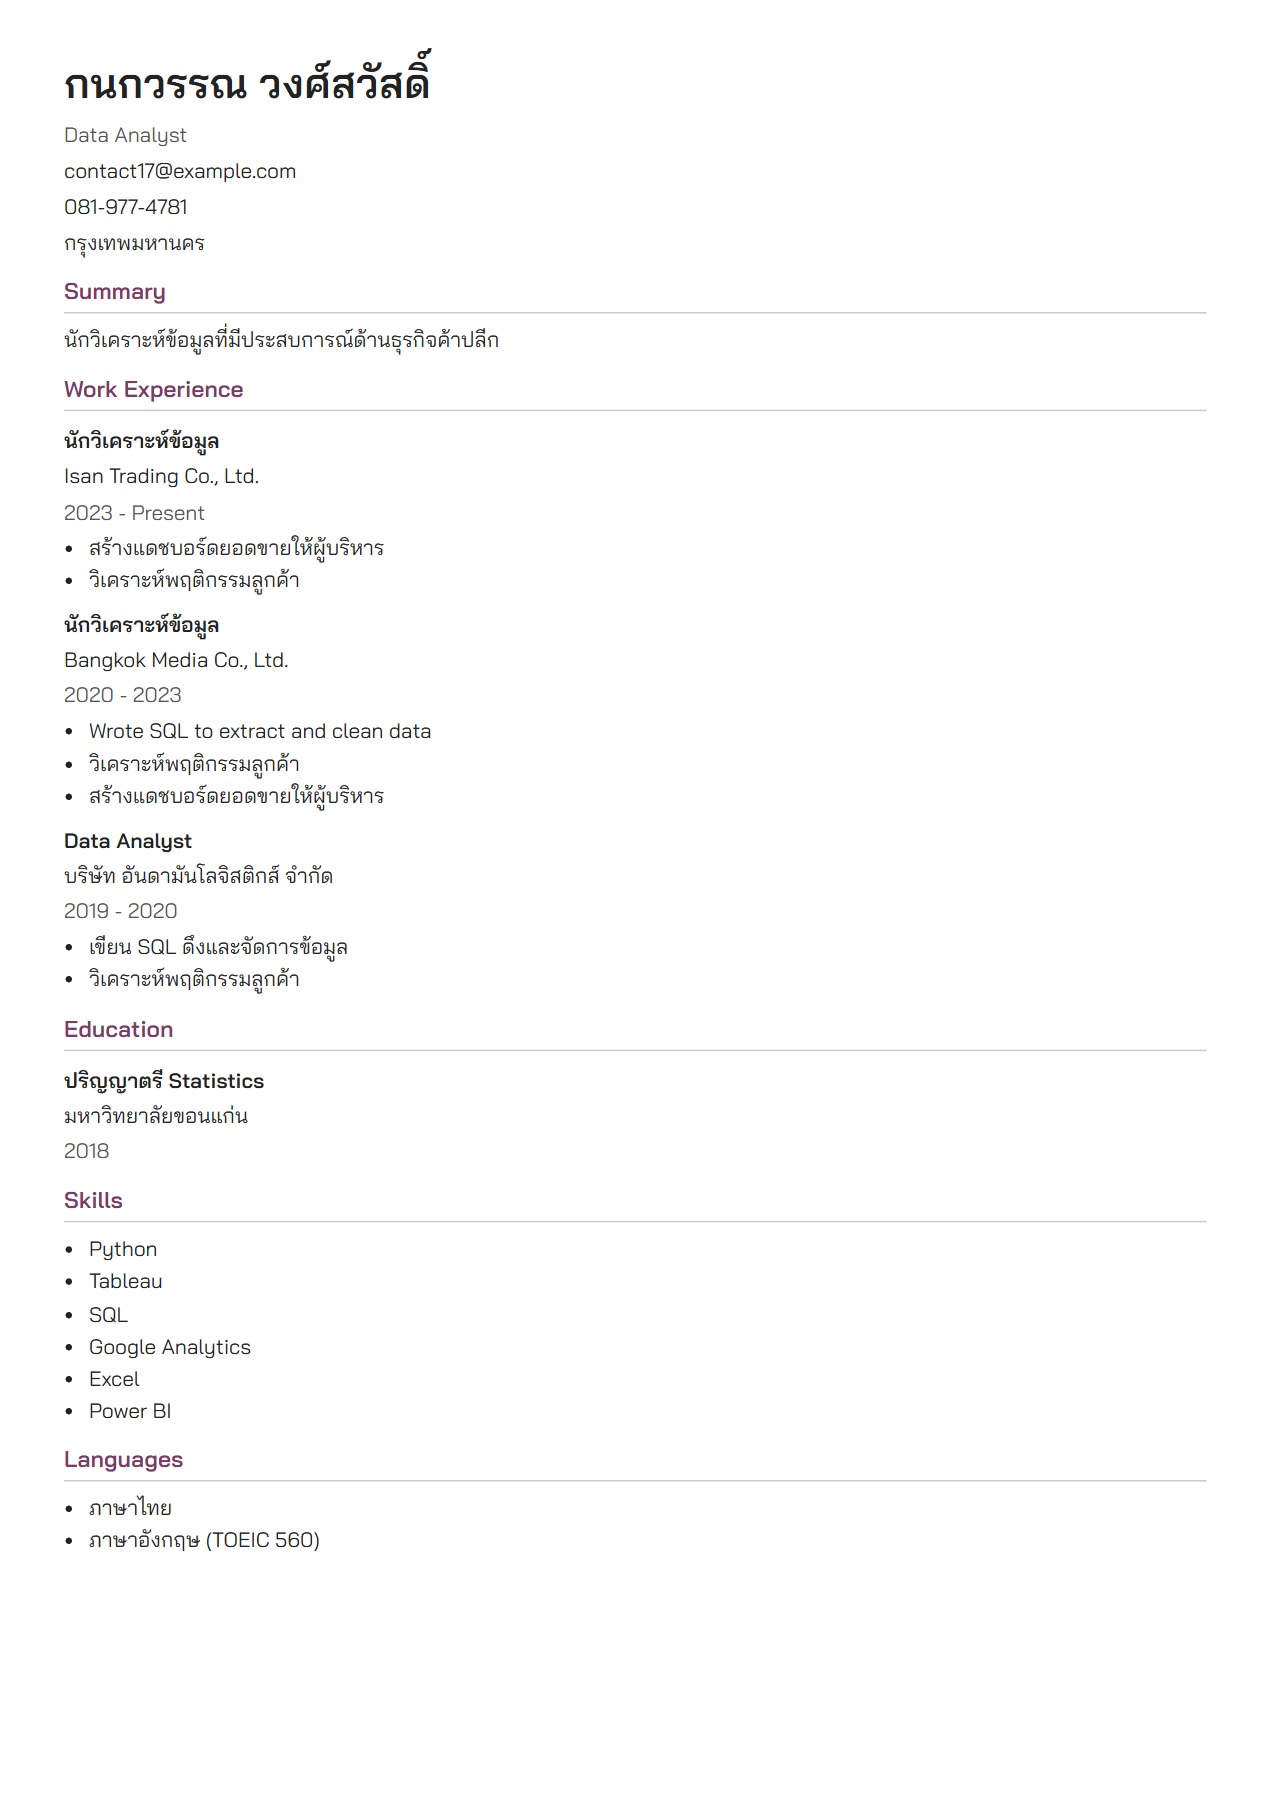 กนกวรรณ วงศ์สวัสดิ์
Data Analyst
contact17@example.com
081-977-4781
กรุงเทพมหานคร
Summary
นักวิเคราะห์ข้อมูลที่มีประสบการณ์ด้านธุรกิจค้าปลีก
Work Experience
นักวิเคราะห์ข้อมูล
Isan Trading Co., Ltd.
2023 - Present
• สร้างแดชบอร์ดยอดขายให้ผู้บริหาร
• วิเคราะห์พฤติกรรมลูกค้า
นักวิเคราะห์ข้อมูล
Bangkok Media Co., Ltd.
2020 - 2023
• Wrote SQL to extract and clean data
• วิเคราะห์พฤติกรรมลูกค้า
• สร้างแดชบอร์ดยอดขายให้ผู้บริหาร
Data Analyst
บริษัท อันดามันโลจิสติกส์ จำกัด
2019 - 2020
• เขียน SQL ดึงและจัดการข้อมูล
• วิเคราะห์พฤติกรรมลูกค้า
Education
ปริญญาตรี Statistics
มหาวิทยาลัยขอนแก่น
2018
Skills
• Python
• Tableau
• SQL
• Google Analytics
• Excel
• Power BI
Languages
• ภาษาไทย
• ภาษาอังกฤษ (TOEIC 560)